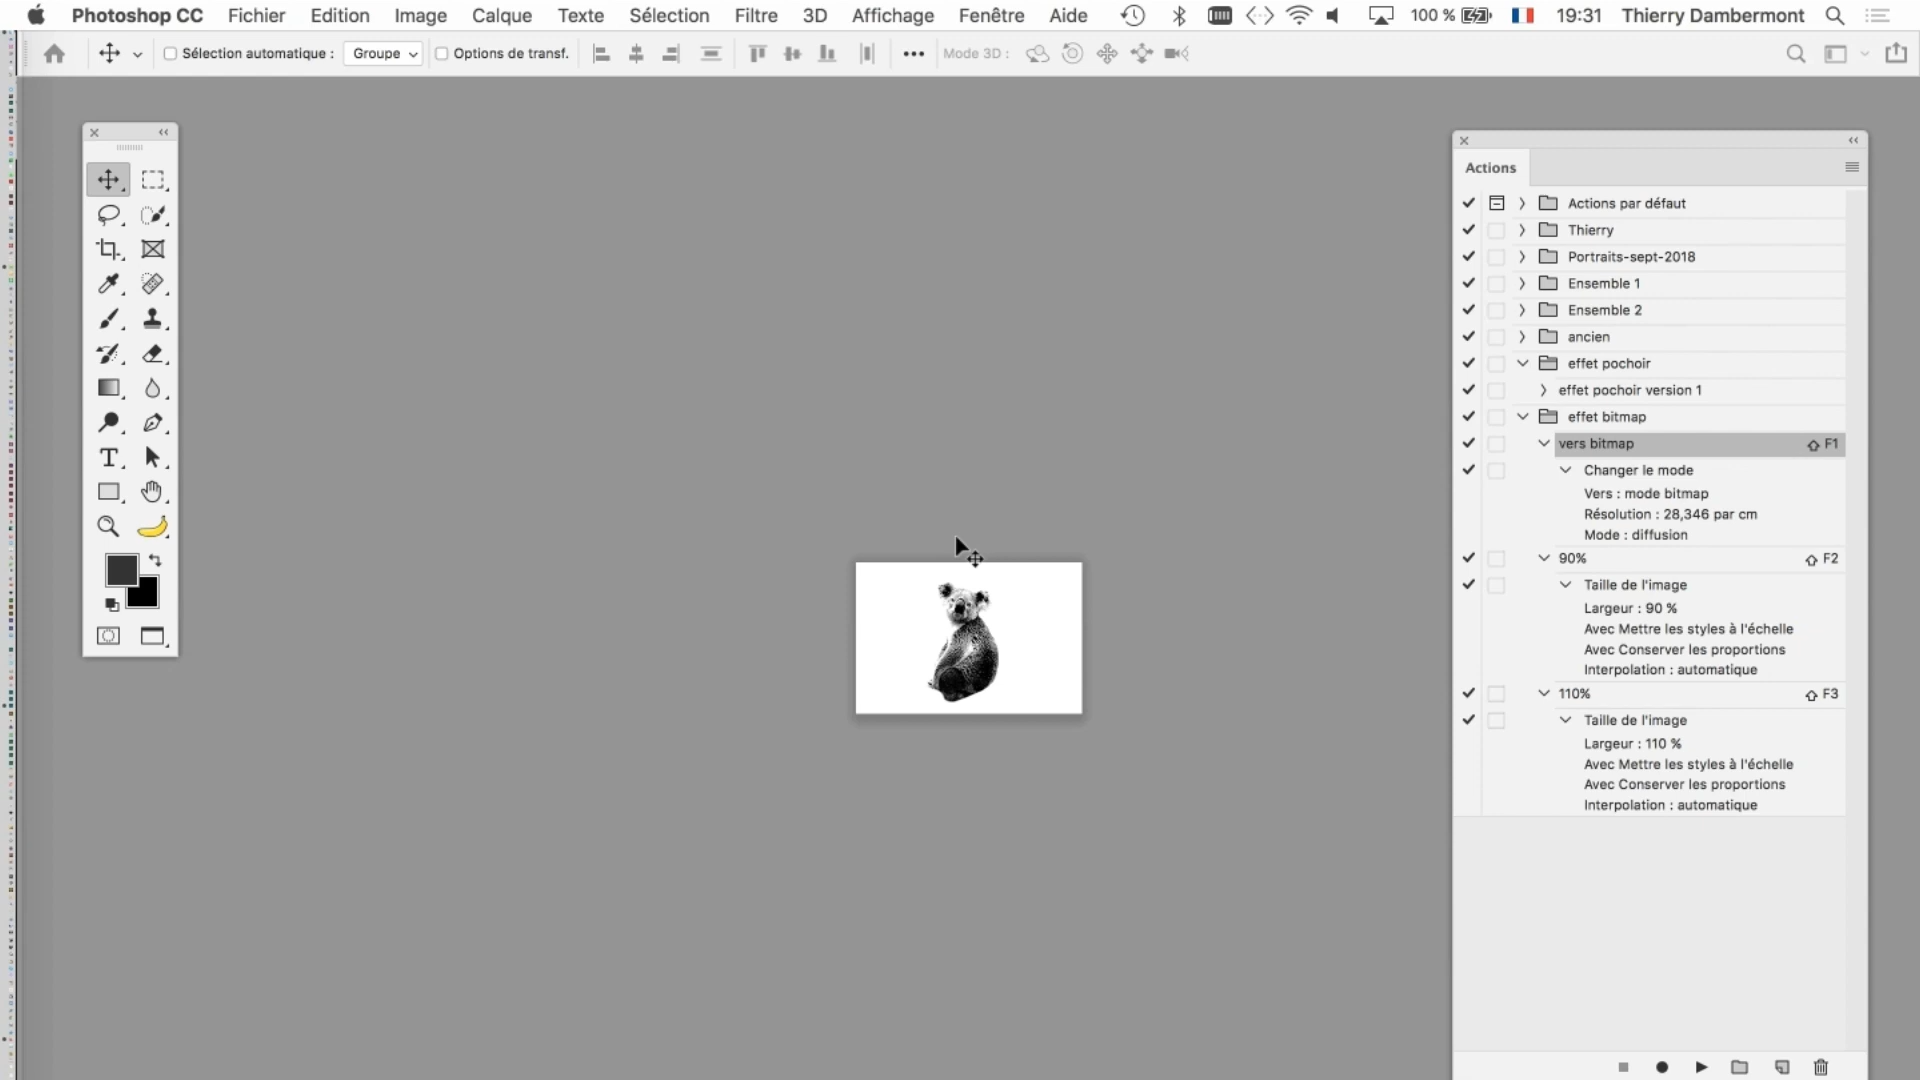 Photoshop CC Fichier Edition Image Calque Texte Sélection Filtre 3D Affichage Fenêtre Aide 100 % 19:31 Thierry Dambermont
Sélection automatique : Groupe Options de transf. Mode 3D :
Actions
Actions par défaut
Thierry
Portraits-sept-2018
Ensemble 1
Ensemble 2
ancien
effet pochoir
effet pochoir version 1
effet bitmap
vers bitmap F1
Changer le mode
Vers : mode bitmap
Résolution : 28,346 par cm
Mode : diffusion
90% F2
Taille de l'image
Largeur : 90 %
Avec Mettre les styles à l'échelle
Avec Conserver les proportions
Interpolation : automatique
110% F3
Taille de l'image
Largeur : 110 %
Avec Mettre les styles à l'échelle
Avec Conserver les proportions
Interpolation : automatique